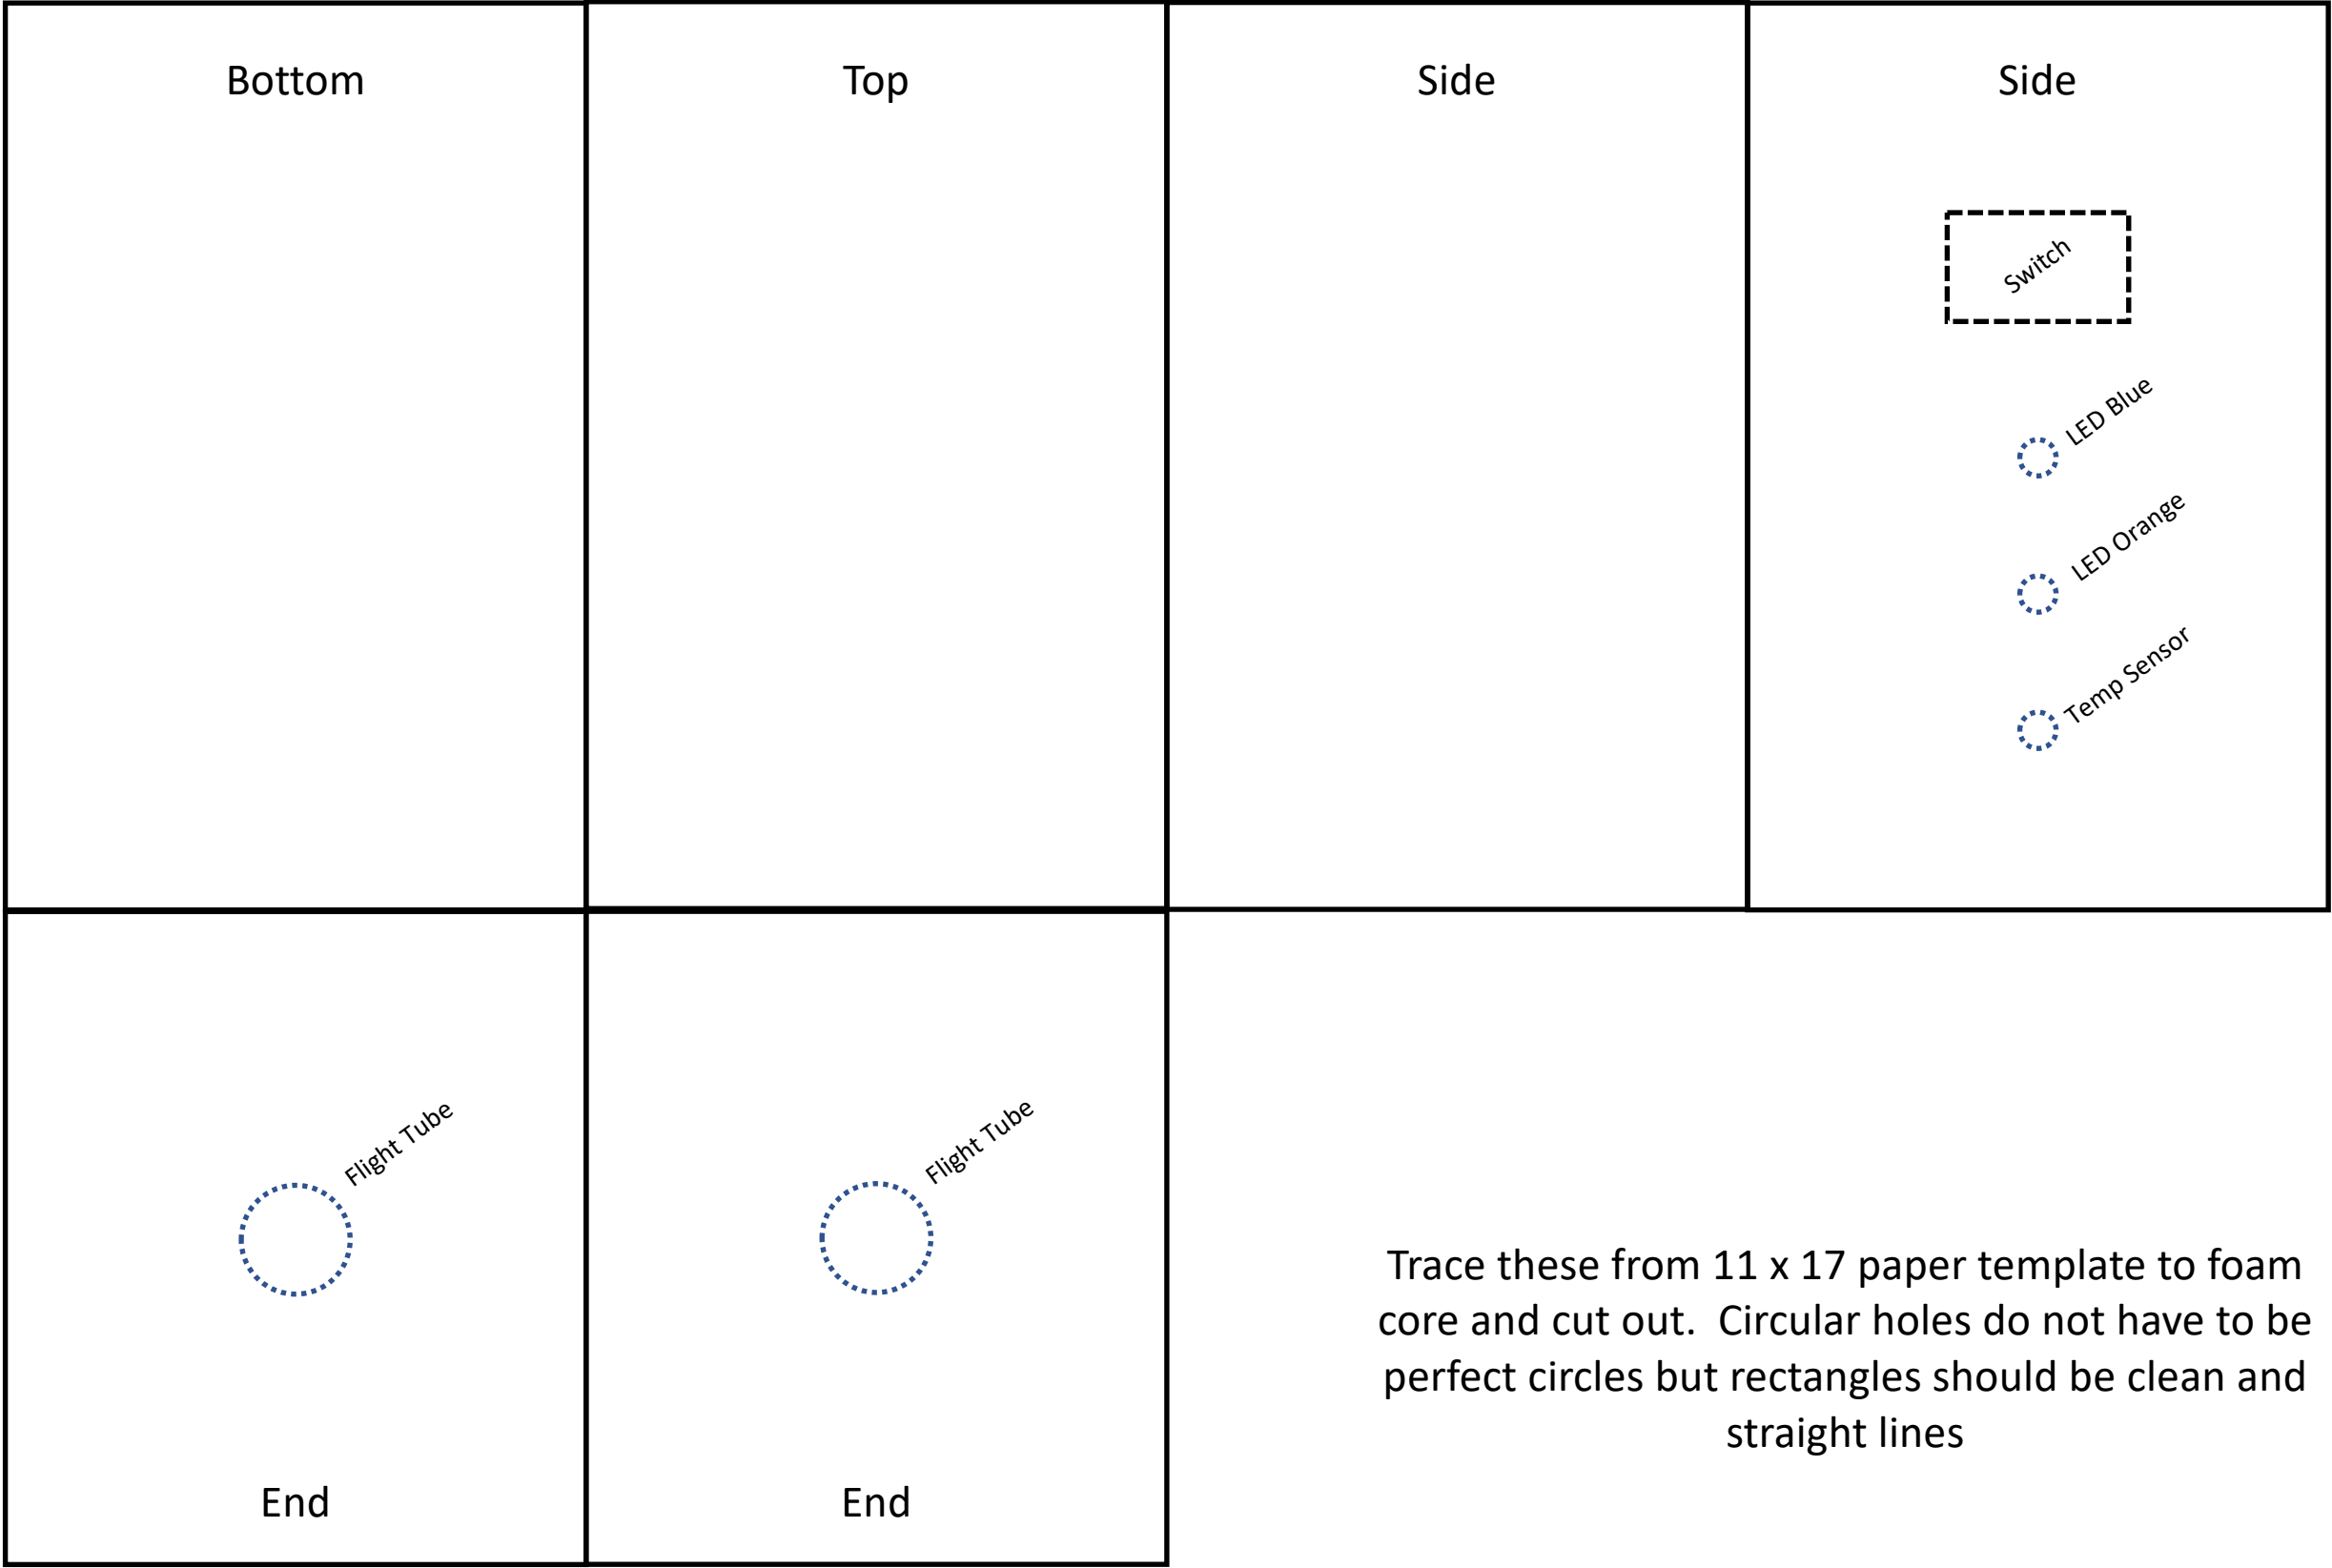 Bottom
Top
Side
Side
Switch
LED Blue
LED Orange
Temp Sensor
Flight Tube
Flight Tube
End
End
Trace these from 11 x 17 paper template to foam
core and cut out.  Circular holes do not have to be
perfect circles but rectangles should be clean and
straight lines